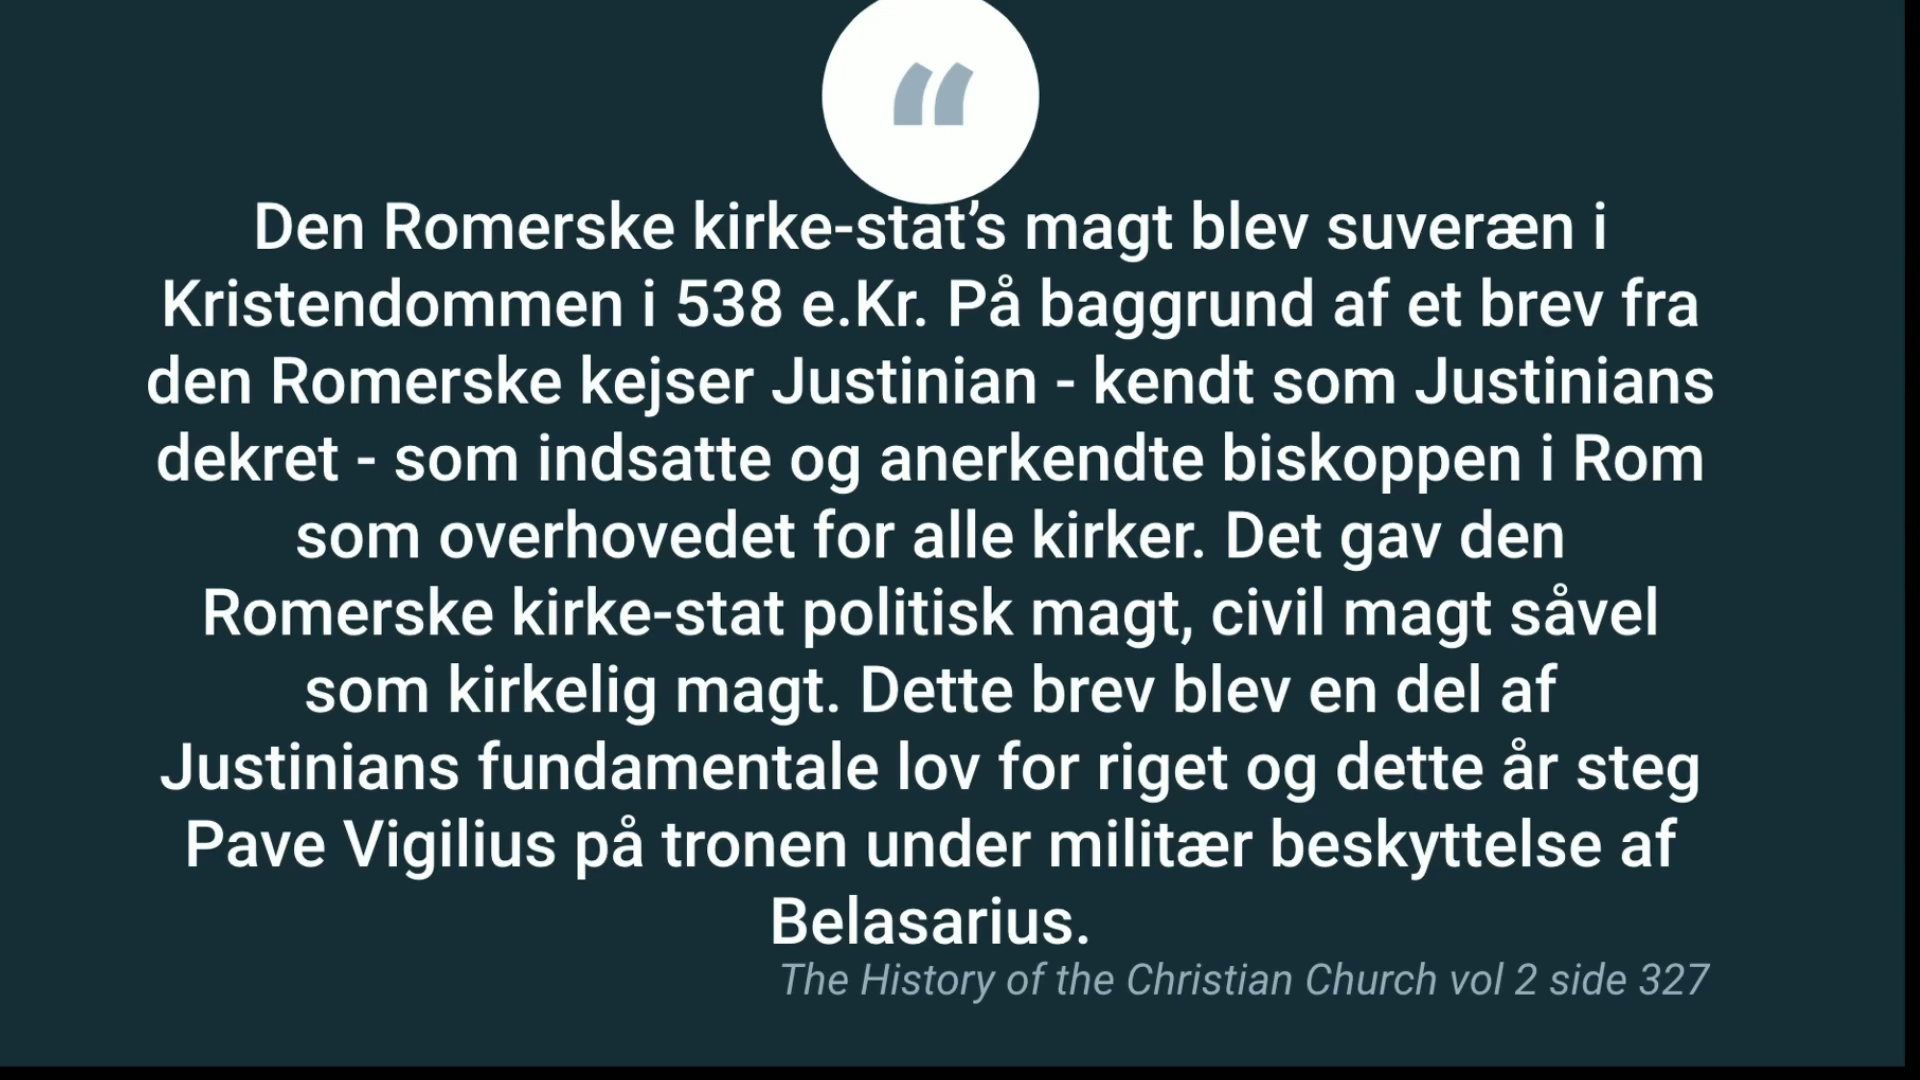 “
Den Romerske kirke-stat’s magt blev suveræn i
Kristendommen i 538 e.Kr. På baggrund af et brev fra
den Romerske kejser Justinian - kendt som Justinians
dekret - som indsatte og anerkendte biskoppen i Rom
som overhovedet for alle kirker. Det gav den
Romerske kirke-stat politisk magt, civil magt såvel
som kirkelig magt. Dette brev blev en del af
Justinians fundamentale lov for riget og dette år steg
Pave Vigilius på tronen under militær beskyttelse af
Belasarius.
The History of the Christian Church vol 2 side 327